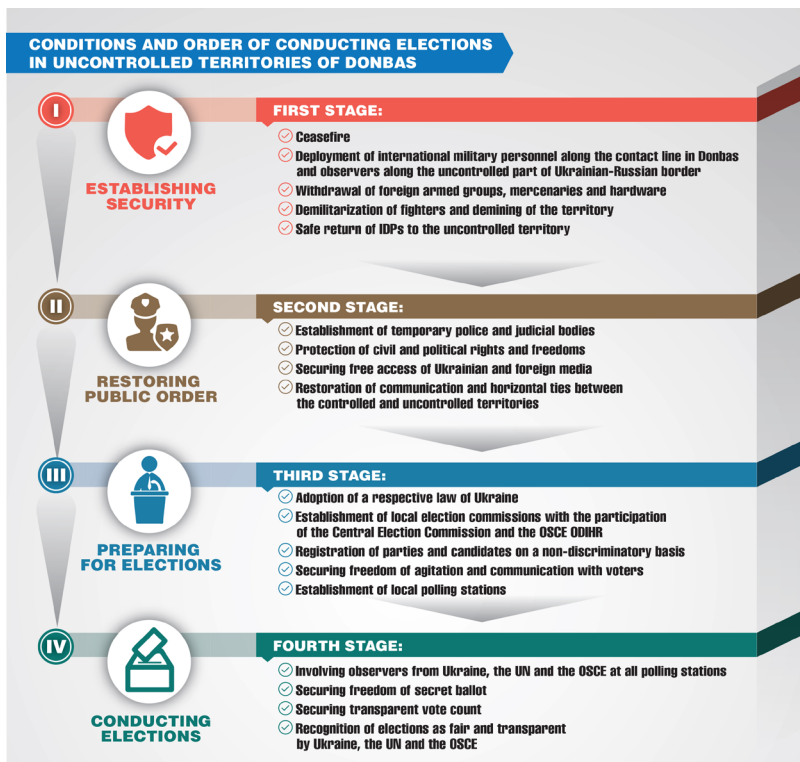 CONDITIONS AND ORDER OF CONDUCTING ELECTIONS
IN UNCONTROLLED TERRITORIES OF DONBAS
I
ESTABLISHING
SECURITY
FIRST STAGE:
Ceasefire
Deployment of international military personnel along the contact line in Donbas
and observers along the uncontrolled part of Ukrainian-Russian border
Withdrawal of foreign armed groups, mercenaries and hardware
Demilitarization of fighters and demining of the territory
Safe return of IDPs to the uncontrolled territory
II
RESTORING
PUBLIC ORDER
SECOND STAGE:
Establishment of temporary police and judicial bodies
Protection of civil and political rights and freedoms
Securing free access of Ukrainian and foreign media
Restoration of communication and horizontal ties between
the controlled and uncontrolled territories
III
PREPARING
FOR ELECTIONS
THIRD STAGE:
Adoption of a respective law of Ukraine
Establishment of local election commissions with the participation
of the Central Election Commission and the OSCE ODIHR
Registration of parties and candidates on a non-discriminatory basis
Securing freedom of agitation and communication with voters
Establishment of local polling stations
IV
CONDUCTING
ELECTIONS
FOURTH STAGE:
Involving observers from Ukraine, the UN and the OSCE at all polling stations
Securing freedom of secret ballot
Securing transparent vote count
Recognition of elections as fair and transparent
by Ukraine, the UN and the OSCE